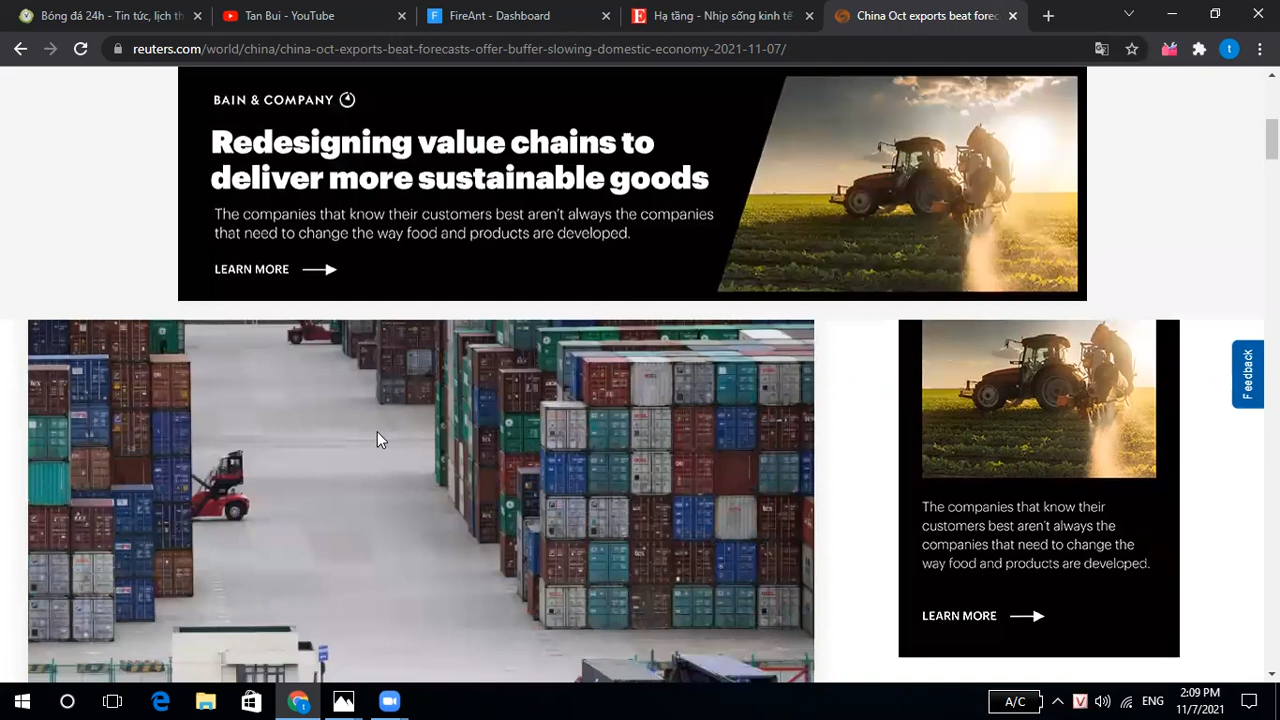 Bóng đá 24h - Tin tức, lịch th
Tan Bui - YouTube
FireAnt - Dashboard
Hạ tầng - Nhịp sống kinh tế
China Oct exports beat forec
reuters.com/world/china/china-oct-exports-beat-forecasts-offer-buffer-slowing-domestic-economy-2021-11-07/
t
BAIN & COMPANY
Redesigning value chains to
deliver more sustainable goods
The companies that know their customers best aren't always the companies
that need to change the way food and products are developed.
LEARN MORE
The companies that know their
customers best aren't always the
companies that need to change the
way food and products are developed.
LEARN MORE
Feedback
A/C
V
ENG
2:09 PM
11/7/2021